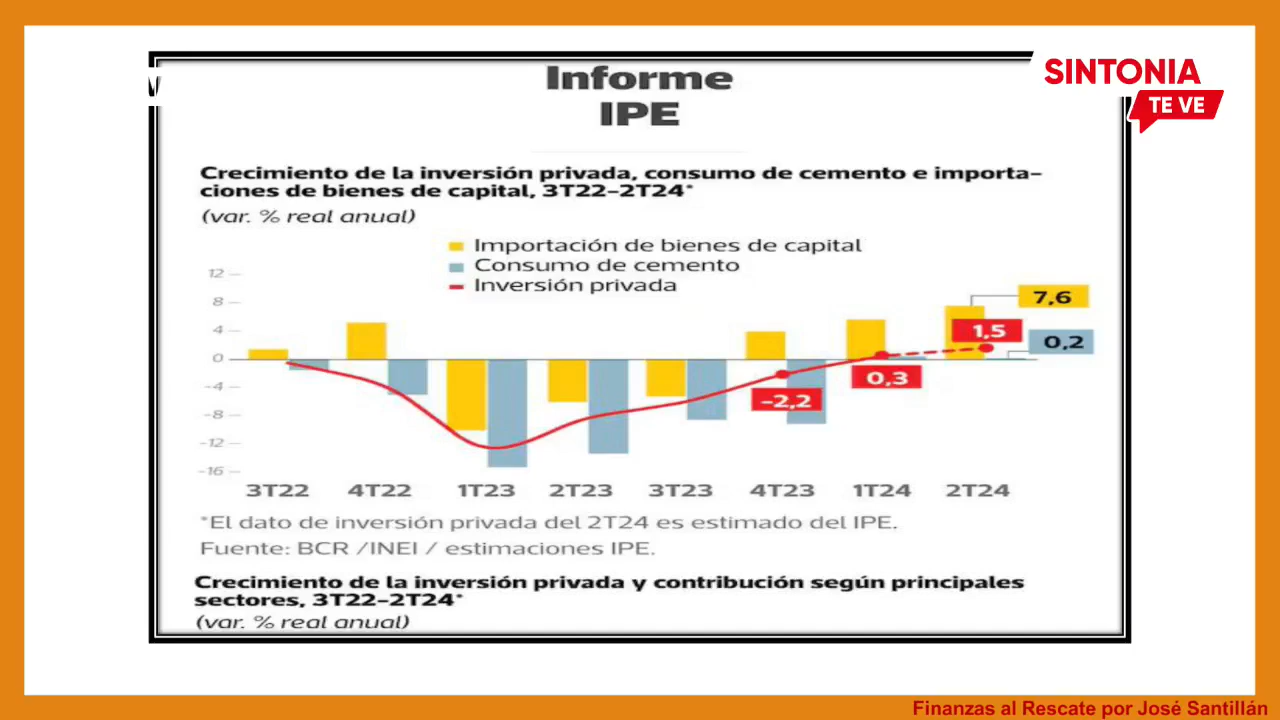 SINTONIA
TE VE
Informe
IPE
Crecimiento de la inversión privada, consumo de cemento e importa-
ciones de bienes de capital, 3T22-2T24*
(var. % real anual)
Importación de bienes de capital
Consumo de cemento
Inversión privada
12
8
4
0
-4
-8
-12
-16
7,6
1,5
0,2
0,3
-2,2
3T22 4T22 1T23 2T23 3T23 4T23 1T24 2T24
*El dato de inversión privada del 2T24 es estimado del IPE.
Fuente: BCR /INEI / estimaciones IPE.
Crecimiento de la inversión privada y contribución según principales
sectores, 3T22-2T24*
(var. % real anual)
Finanzas al Rescate por José Santillán